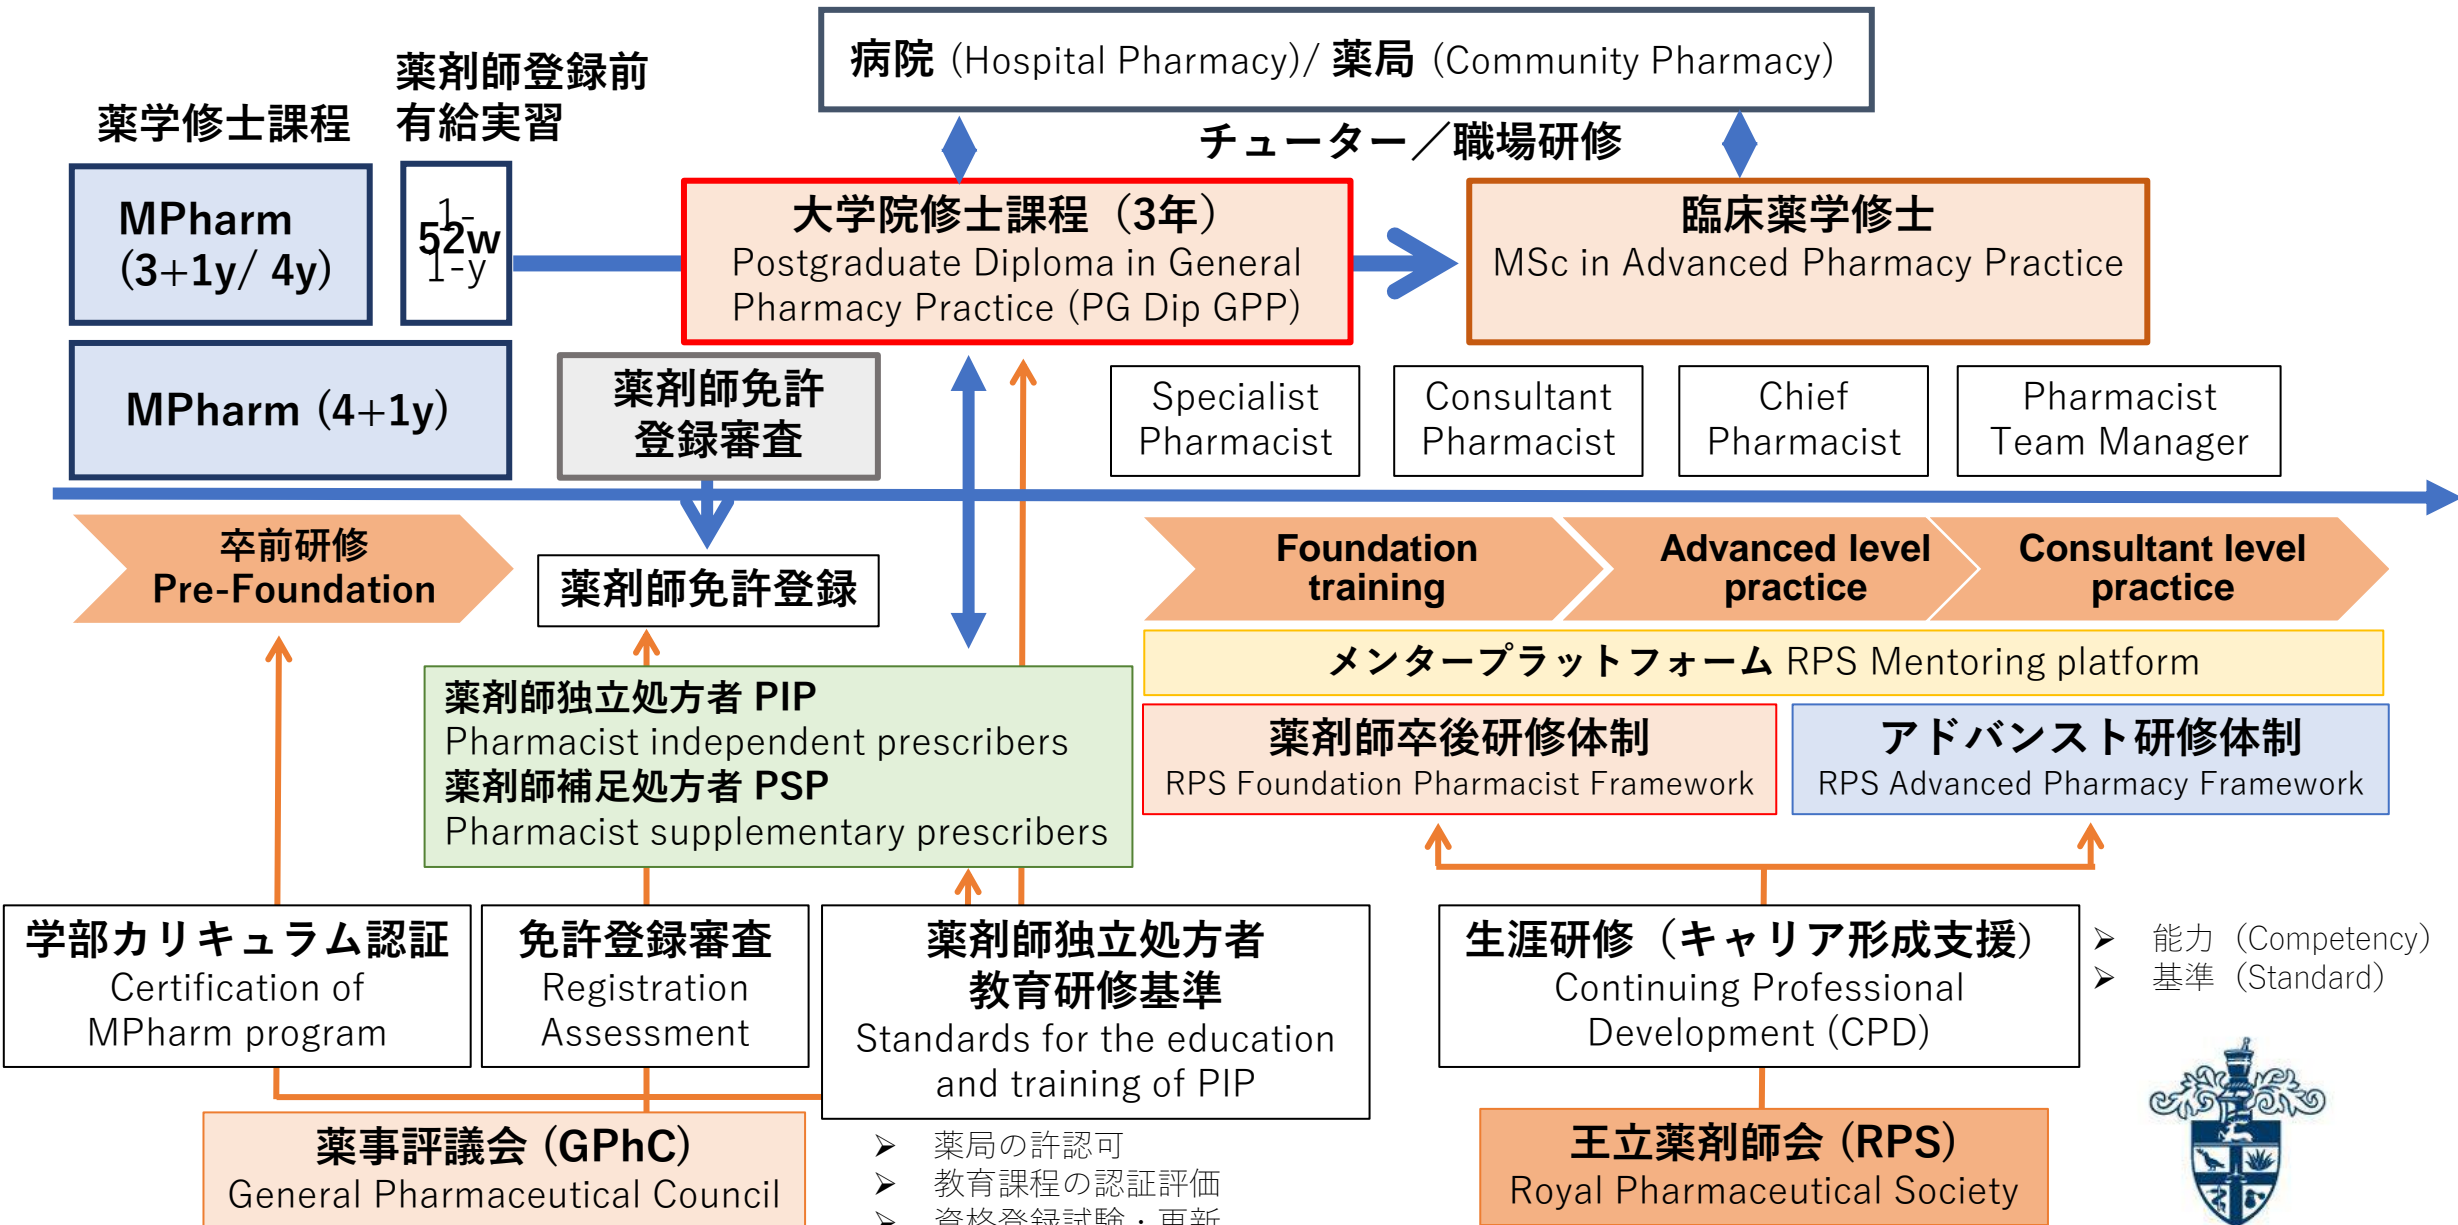 病院 (Hospital Pharmacy)/ 薬局 (Community Pharmacy)
薬剤師登録前
有給実習
薬学修士課程
チューター／職場研修
MPharm
(3+1y/ 4y)
1-
52w
1-y
大学院修士課程（3年）
Postgraduate Diploma in General
Pharmacy Practice (PG Dip GPP)
臨床薬学修士
MSc in Advanced Pharmacy Practice
MPharm (4+1y)
薬剤師免許
登録審査
Specialist
Pharmacist
Consultant
Pharmacist
Chief
Pharmacist
Pharmacist
Team Manager
卒前研修
Pre-Foundation
薬剤師免許登録
Foundation
training
Advanced level
practice
Consultant level
practice
メンタープラットフォーム RPS Mentoring platform
薬剤師独立処方者 PIP
Pharmacist independent prescribers
薬剤師補足処方者 PSP
Pharmacist supplementary prescribers
薬剤師卒後研修体制
RPS Foundation Pharmacist Framework
アドバンスト研修体制
RPS Advanced Pharmacy Framework
学部カリキュラム認証
Certification of
MPharm program
免許登録審査
Registration
Assessment
薬剤師独立処方者
教育研修基準
Standards for the education
and training of PIP
生涯研修（キャリア形成支援）
Continuing Professional
Development (CPD)
➢ 能力（Competency）
➢ 基準（Standard）
薬事評議会 (GPhC)
General Pharmaceutical Council
➢ 薬局の許認可
➢ 教育課程の認証評価
➢ 資格登録試験・更新
王立薬剤師会 (RPS)
Royal Pharmaceutical Society